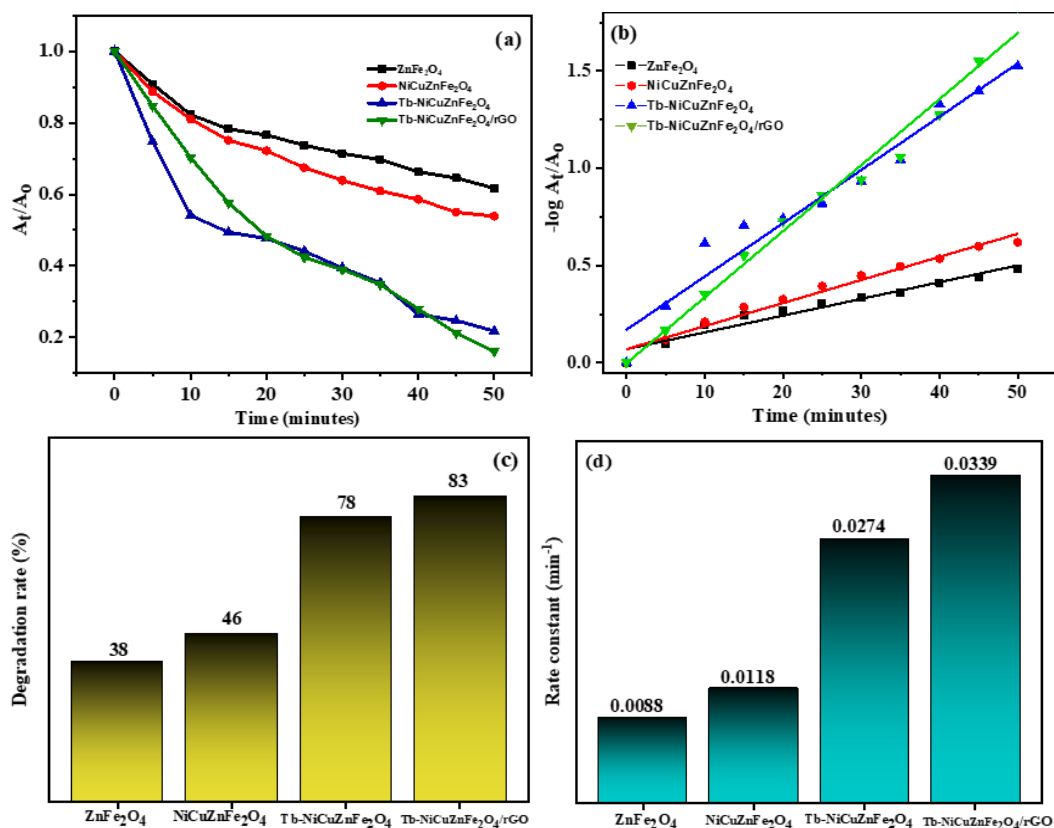 (a)
ZnFe₂O₄
NiCuZnFe₂O₄
Tb-NiCuZnFe₂O₄
Tb-NiCuZnFe₂O₄/rGO
Aₜ/A₀
1.0
0.8
0.6
0.4
0.2
0 10 20 30 40 50
Time (minutes)
(b)
ZnFe₂O₄
NiCuZnFe₂O₄
Tb-NiCuZnFe₂O₄
Tb-NiCuZnFe₂O₄/rGO
-log Aₜ/A₀
1.5
1.0
0.5
0.0
0 10 20 30 40 50
Time (minutes)
(c)
Degradation rate (%)
38
46
78
83
ZnFe₂O₄ NiCuZnFe₂O₄ Tb-NiCuZnFe₂O₄ Tb-NiCuZnFe₂O₄/rGO
(d)
Rate constant (min⁻¹)
0.0088
0.0118
0.0274
0.0339
ZnFe₂O₄ NiCuZnFe₂O₄ Tb-NiCuZnFe₂O₄ Tb-NiCuZnFe₂O₄/rGO